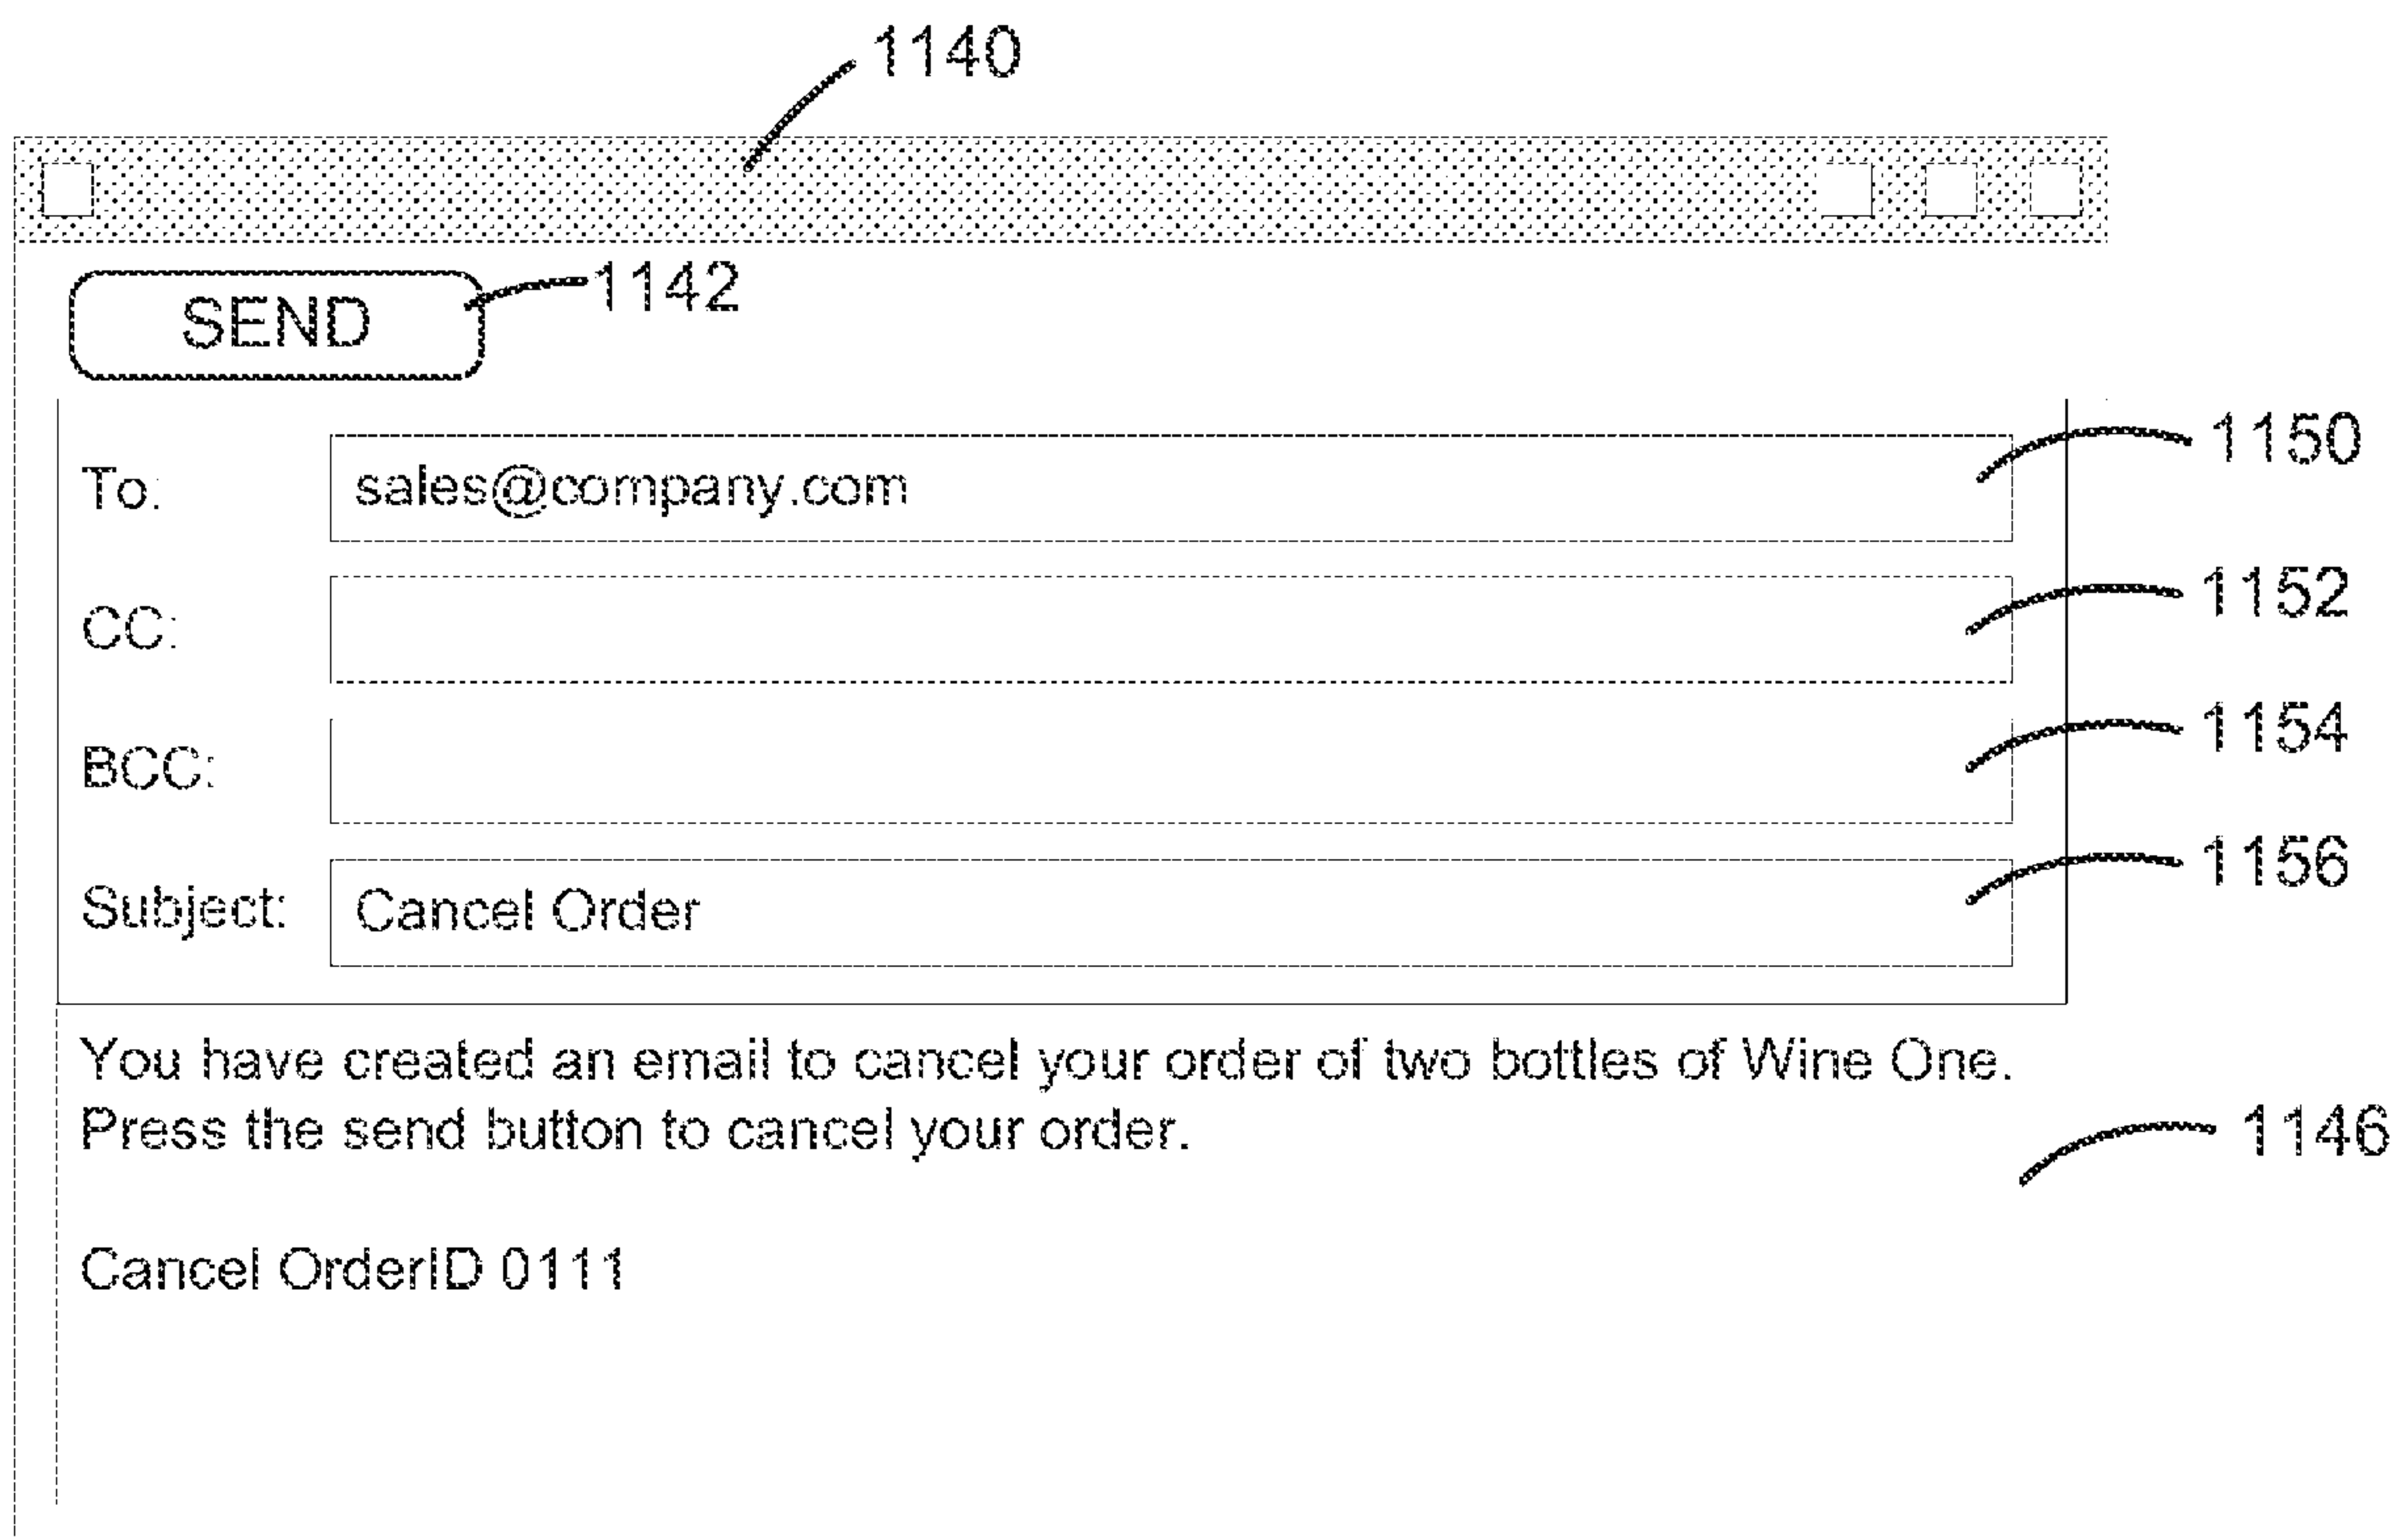 1140
SEND
1142
To: sales@company.com 1150
CC: 1152
BCC: 1154
Subject: Cancel Order 1156
You have created an email to cancel your order of two bottles of Wine One.
Press the send button to cancel your order.
1146
Cancel OrderID 0111